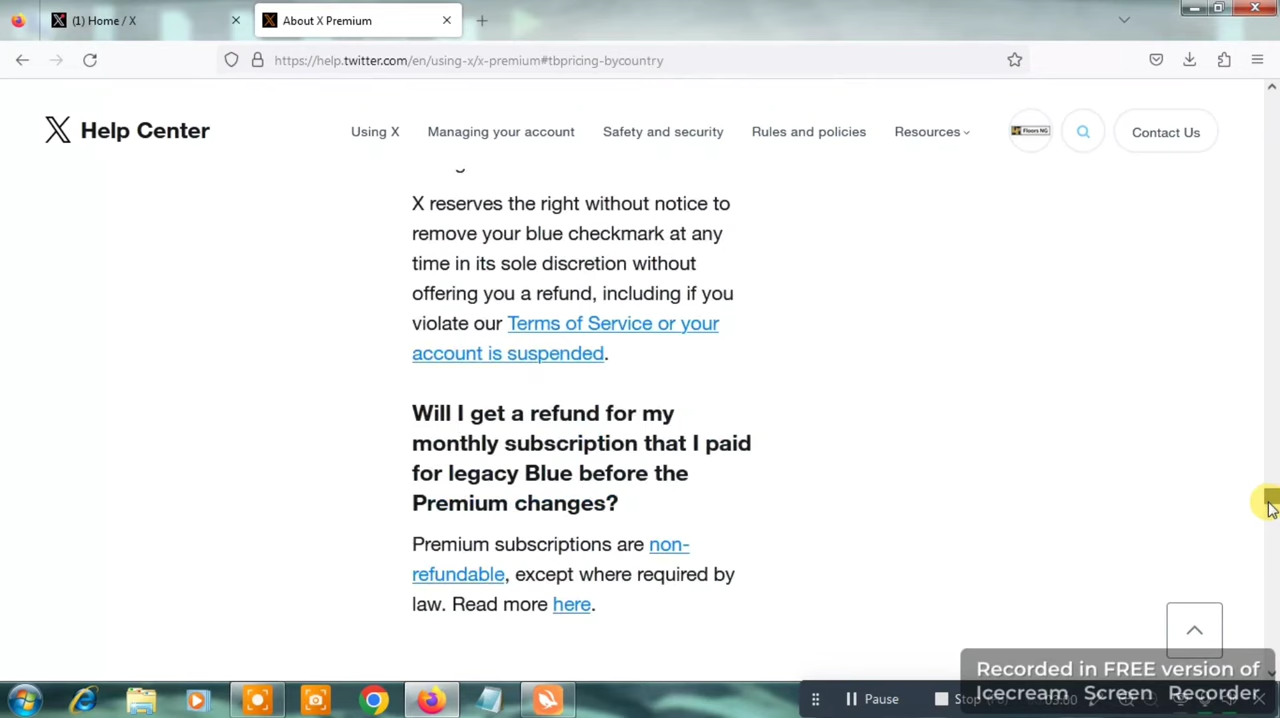 (1) Home / X
About X Premium
https://help.twitter.com/en/using-x/x-premium#tbpricing-bycountry
Help Center
Using X
Managing your account
Safety and security
Rules and policies
Resources
Floors NG
Contact Us
X reserves the right without notice to
remove your blue checkmark at any
time in its sole discretion without
offering you a refund, including if you
violate our Terms of Service or your
account is suspended.
Will I get a refund for my
monthly subscription that I paid
for legacy Blue before the
Premium changes?
Premium subscriptions are non-
refundable, except where required by
law. Read more here.
Recorded in FREE version of
Icecream Screen Recorder
Pause
Stop